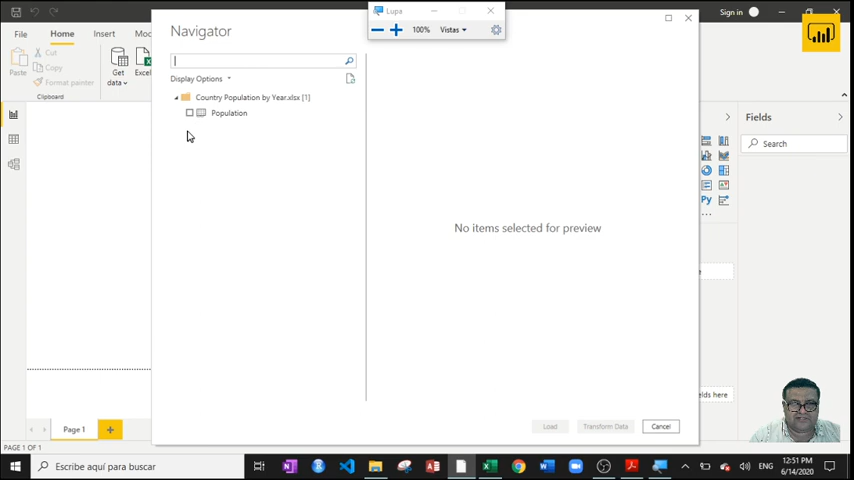 Lupa
Sign in
Navigator
100%
Vistas
File
Home
Insert
Mo
Cut
Copy
Format painter
Paste
Get
data
Excel
Clipboard
Display Options
Country Population by Year.xlsx [1]
Population
No items selected for preview
Fields
Search
Py
e
elds here
Load
Transform Data
Cancel
Page 1
PAGE 1 OF 1
Escribe aquí para buscar
ENG
12:51 PM
6/14/2020